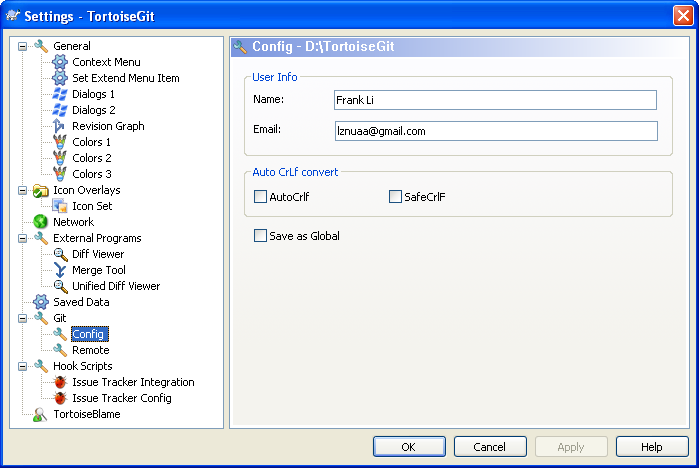 Settings - TortoiseGit
General
Context Menu
Set Extend Menu Item
Dialogs 1
Dialogs 2
Revision Graph
Colors 1
Colors 2
Colors 3
Icon Overlays
Icon Set
Network
External Programs
Diff Viewer
Merge Tool
Unified Diff Viewer
Saved Data
Git
Config
Remote
Hook Scripts
Issue Tracker Integration
Issue Tracker Config
TortoiseBlame
Config - D:\TortoiseGit
User Info
Name: Frank Li
Email: lznuaa@gmail.com
Auto CrLf convert
AutoCrlf SafeCrlF
Save as Global
OK Cancel Apply Help